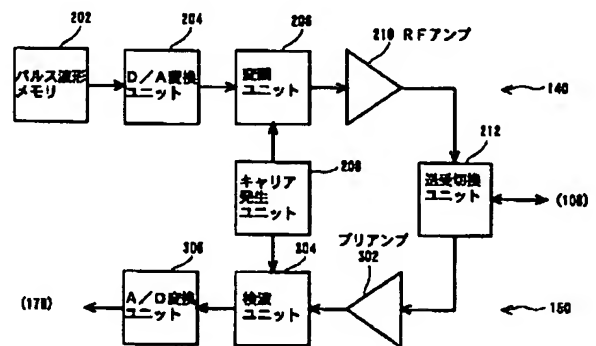 202
パルス波形
メモリ
204
D/A変換
ユニット
206
変調
ユニット
210 RFアンプ
140
212
送受切換
ユニット
(106)
キャリア
発生
ユニット
208
306
A/D変換
ユニット
(170)
304
検波
ユニット
プリアンプ
302
150